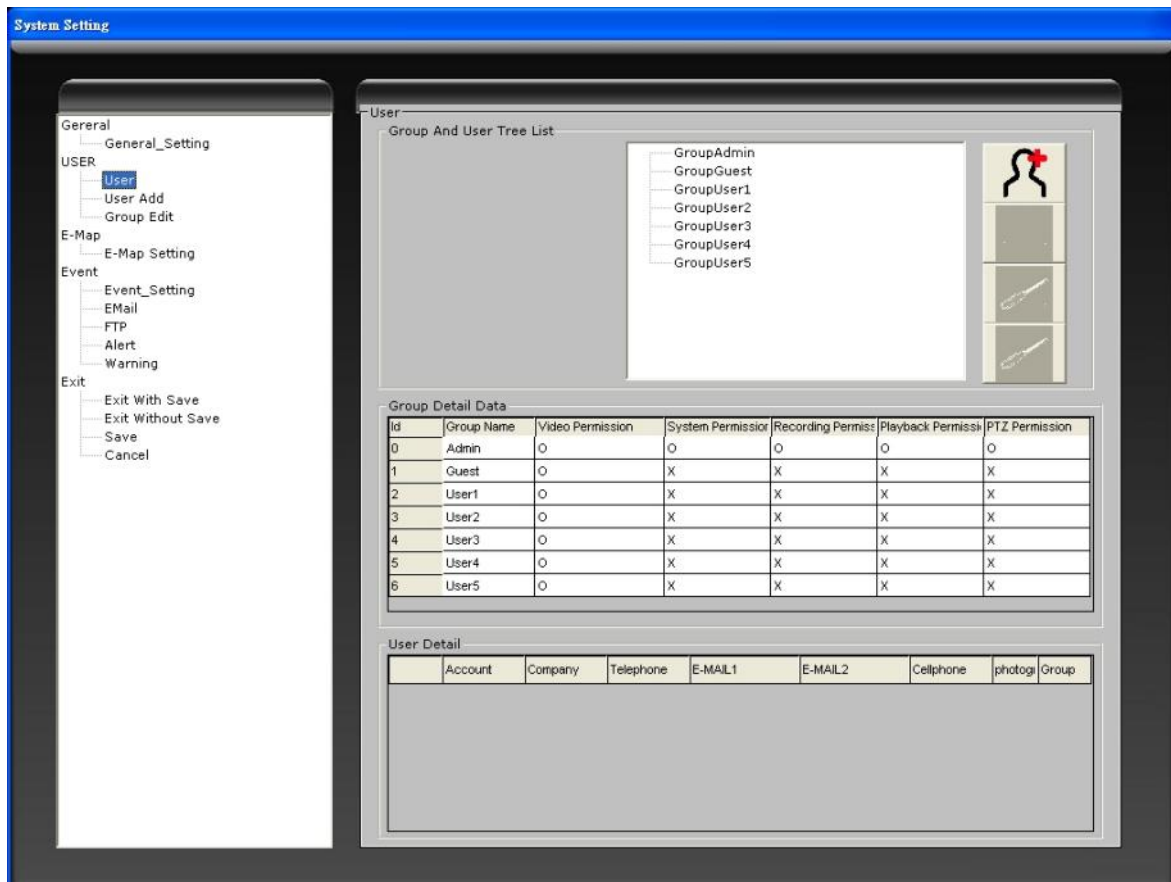 System Setting
Gereral
General_Setting
USER
User
User Add
Group Edit
E-Map
E-Map Setting
Event
Event_Setting
EMail
FTP
Alert
Warning
Exit
Exit With Save
Exit Without Save
Save
Cancel
User
Group And User Tree List
GroupAdmin
GroupGuest
GroupUser1
GroupUser2
GroupUser3
GroupUser4
GroupUser5
Group Detail Data
Id Group Name Video Permission System Permission Recording Permiss Playback Permissi PTZ Permission
0 Admin O O O O O
1 Guest O X X X X
2 User1 O X X X X
3 User2 O X X X X
4 User3 O X X X X
5 User4 O X X X X
6 User5 O X X X X
User Detail
Account Company Telephone E-MAIL1 E-MAIL2 Cellphone photogr Group